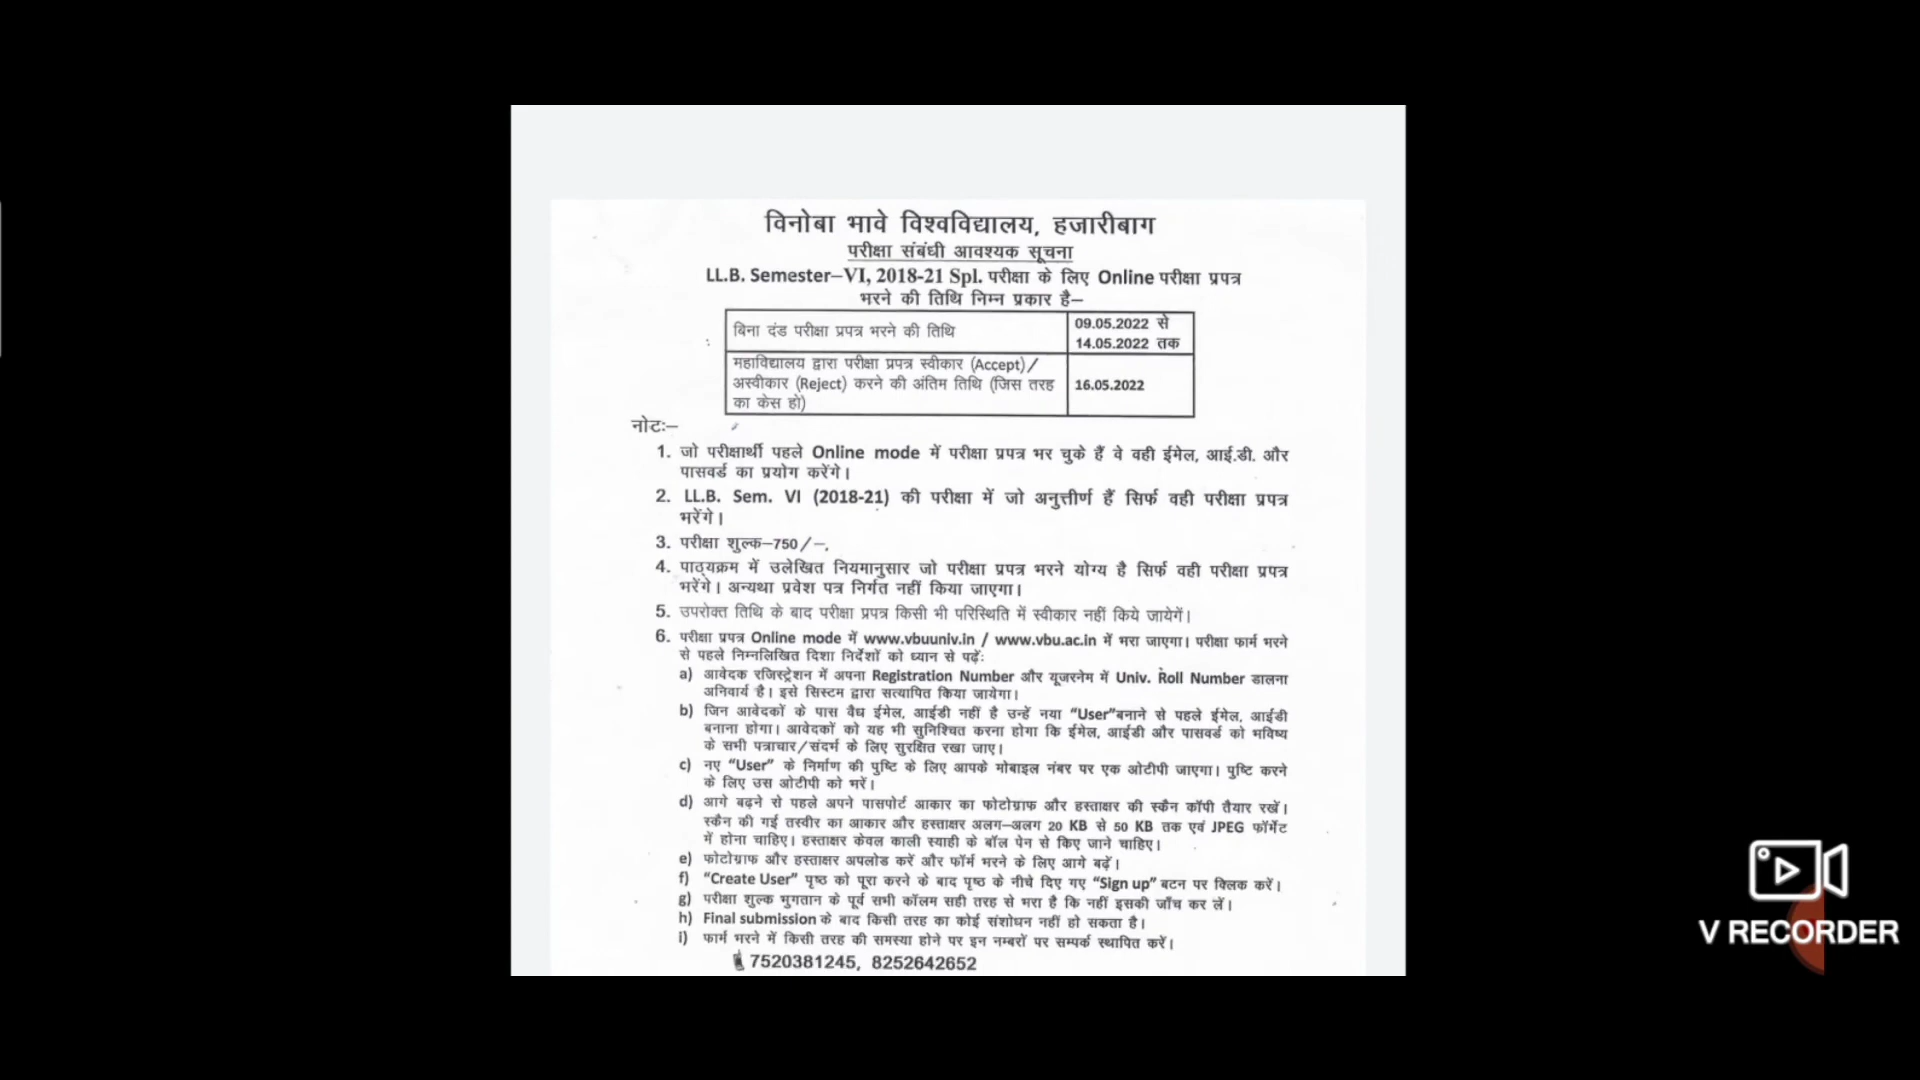 विनोबा भावे विश्वविद्यालय, हजारीबाग
परीक्षा संबंधी आवश्यक सूचना
LL.B. Semester–VI, 2018-21 Spl. परीक्षा के लिए Online परीक्षा प्रपत्र
भरने की तिथि निम्न प्रकार है–
बिना दंड परीक्षा प्रपत्र भरने की तिथि
09.05.2022 से
14.05.2022 तक
महाविद्यालय द्वारा परीक्षा प्रपत्र स्वीकार (Accept)/
अस्वीकार (Reject) करने की अंतिम तिथि (जिस तरह
का केस हो)
16.05.2022
नोटः–
1. जो परीक्षार्थी पहले Online mode में परीक्षा प्रपत्र भर चुके हैं वे वही ईमेल, आई.डी. और
पासवर्ड का प्रयोग करेंगे।
2. LL.B. Sem. VI (2018-21) की परीक्षा में जो अनुत्तीर्ण हैं सिर्फ वही परीक्षा प्रपत्र
भरेंगे।
3. परीक्षा शुल्क–750/–.
4. पाठ्यक्रम में उलेखित नियमानुसार जो परीक्षा प्रपत्र भरने योग्य है सिर्फ वही परीक्षा प्रपत्र
भरेंगे। अन्यथा प्रवेश पत्र निर्गत नहीं किया जाएगा।
5. उपरोक्त तिथि के बाद परीक्षा प्रपत्र किसी भी परिस्थिति में स्वीकार नहीं किये जायेगें।
6. परीक्षा प्रपत्र Online mode में www.vbuuniv.in / www.vbu.ac.in में भरा जाएगा। परीक्षा फार्म भरने
से पहले निम्नलिखित दिशा निर्देशों को ध्यान से पढ़ेंः
a) आवेदक रजिस्ट्रेशन में अपना Registration Number और यूजरनेम में Univ. Roll Number डालना
अनिवार्य है। इसे सिस्टम द्वारा सत्यापित किया जायेगा।
b) जिन आवेदकों के पास वैध ईमेल, आईडी नहीं है उन्हें नया “User”बनाने से पहले ईमेल, आईडी
बनाना होगा। आवेदकों को यह भी सुनिश्चित करना होगा कि ईमेल, आईडी और पासवर्ड को भविष्य
के सभी पत्राचार/संदर्भ के लिए सुरक्षित रखा जाए।
c) नए “User” के निर्माण की पुष्टि के लिए आपके मोबाइल नंबर पर एक ओटीपी जाएगा। पुष्टि करने
के लिए उस ओटीपी को भरें।
d) आगे बढ़ने से पहले अपने पासपोर्ट आकार का फोटोग्राफ और हस्ताक्षर की स्कैन कॉपी तैयार रखें।
स्कैन की गई तस्वीर का आकार और हस्ताक्षर अलग–अलग 20 KB से 50 KB तक एवं JPEG फॉर्मेट
में होना चाहिए। हस्ताक्षर केवल काली स्याही के बॉल पेन से किए जाने चाहिए।
e) फोटोग्राफ और हस्ताक्षर अपलोड करें और फॉर्म भरने के लिए आगे बढ़ें।
f) “Create User” पृष्ठ को पूरा करने के बाद पृष्ठ के नीचे दिए गए “Sign up” बटन पर क्लिक करें।
g) परीक्षा शुल्क भुगतान के पूर्व सभी कॉलम सही तरह से भरा है कि नहीं इसकी जाँच कर लें।
h) Final submission के बाद किसी तरह का कोई संशोधन नहीं हो सकता है।
i) फार्म भरने में किसी तरह की समस्या होने पर इन नम्बरों पर सम्पर्क स्थापित करें।
7520381245, 8252642652
V RECORDER